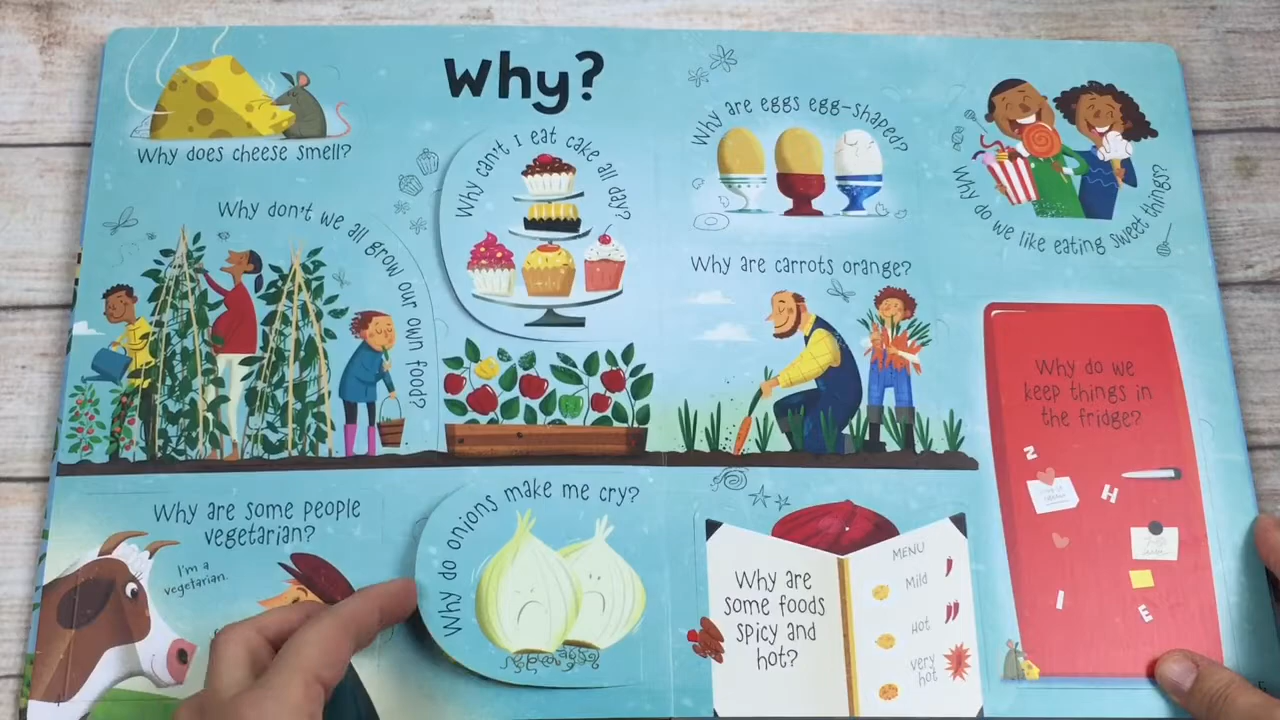 Why?
Why does cheese smell?
Why can't I eat cake all day?
Why are eggs egg-shaped?
Why do we like eating sweet things?
Why don't we all grow our own food?
Why are carrots orange?
Why do we
keep things in
the fridge?
Z
H
I
E
Why are some people
vegetarian?
I'm a
vegetarian.
Why do onions make me cry?
Why are
some foods
spicy and
hot?
MENU
Mild
Hot
very
hot